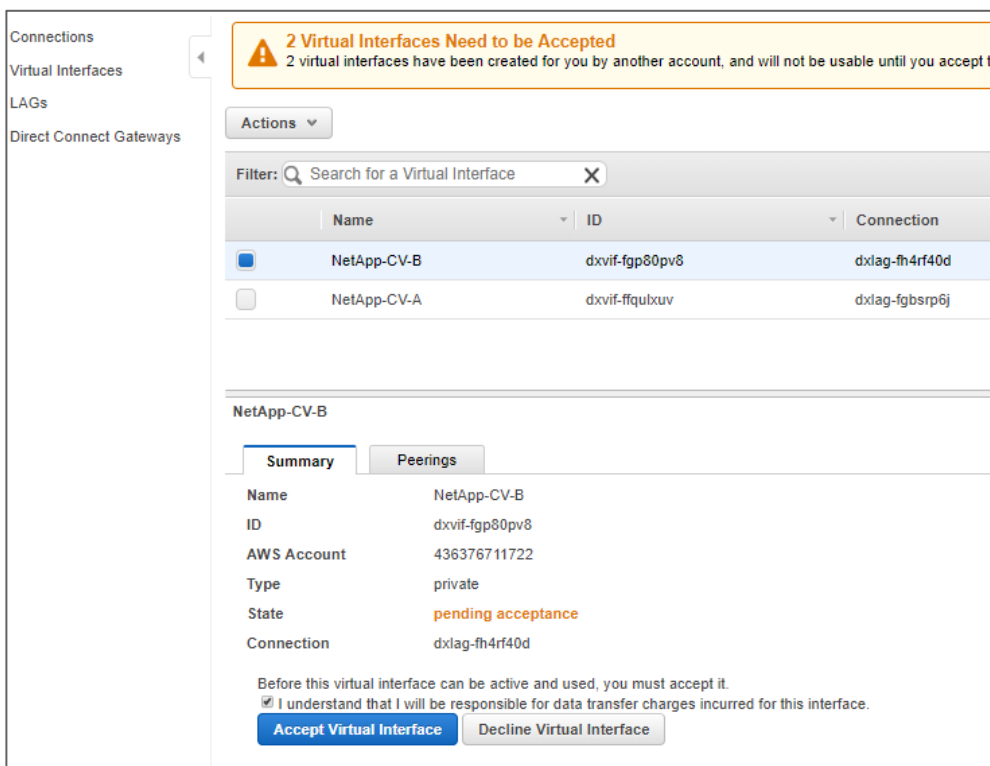 Connections
Virtual Interfaces
LAGs
Direct Connect Gateways
2 Virtual Interfaces Need to be Accepted
2 virtual interfaces have been created for you by another account, and will not be usable until you accept
Actions
Filter: Search for a Virtual Interface
Name ID Connection
NetApp-CV-B dxvif-fgp80pv8 dxlag-fh4rf40d
NetApp-CV-A dxvif-ffqulxuv dxlag-fgbsrp6j
NetApp-CV-B
Summary Peerings
Name NetApp-CV-B
ID dxvif-fgp80pv8
AWS Account 436376711722
Type private
State pending acceptance
Connection dxlag-fh4rf40d
Before this virtual interface can be active and used, you must accept it.
I understand that I will be responsible for data transfer charges incurred for this interface.
Accept Virtual Interface Decline Virtual Interface